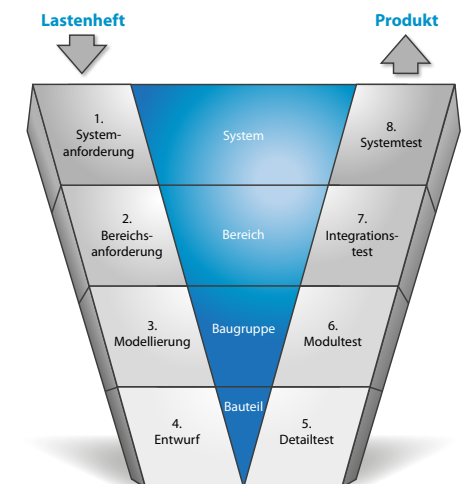 Lastenheft
Produkt
1.
System-
anforderung
System
8.
Systemtest
2.
Bereichs-
anforderung
Bereich
7.
Integrations-
test
3.
Modellierung
Baugruppe
6.
Modultest
4.
Entwurf
Bauteil
5.
Detailtest